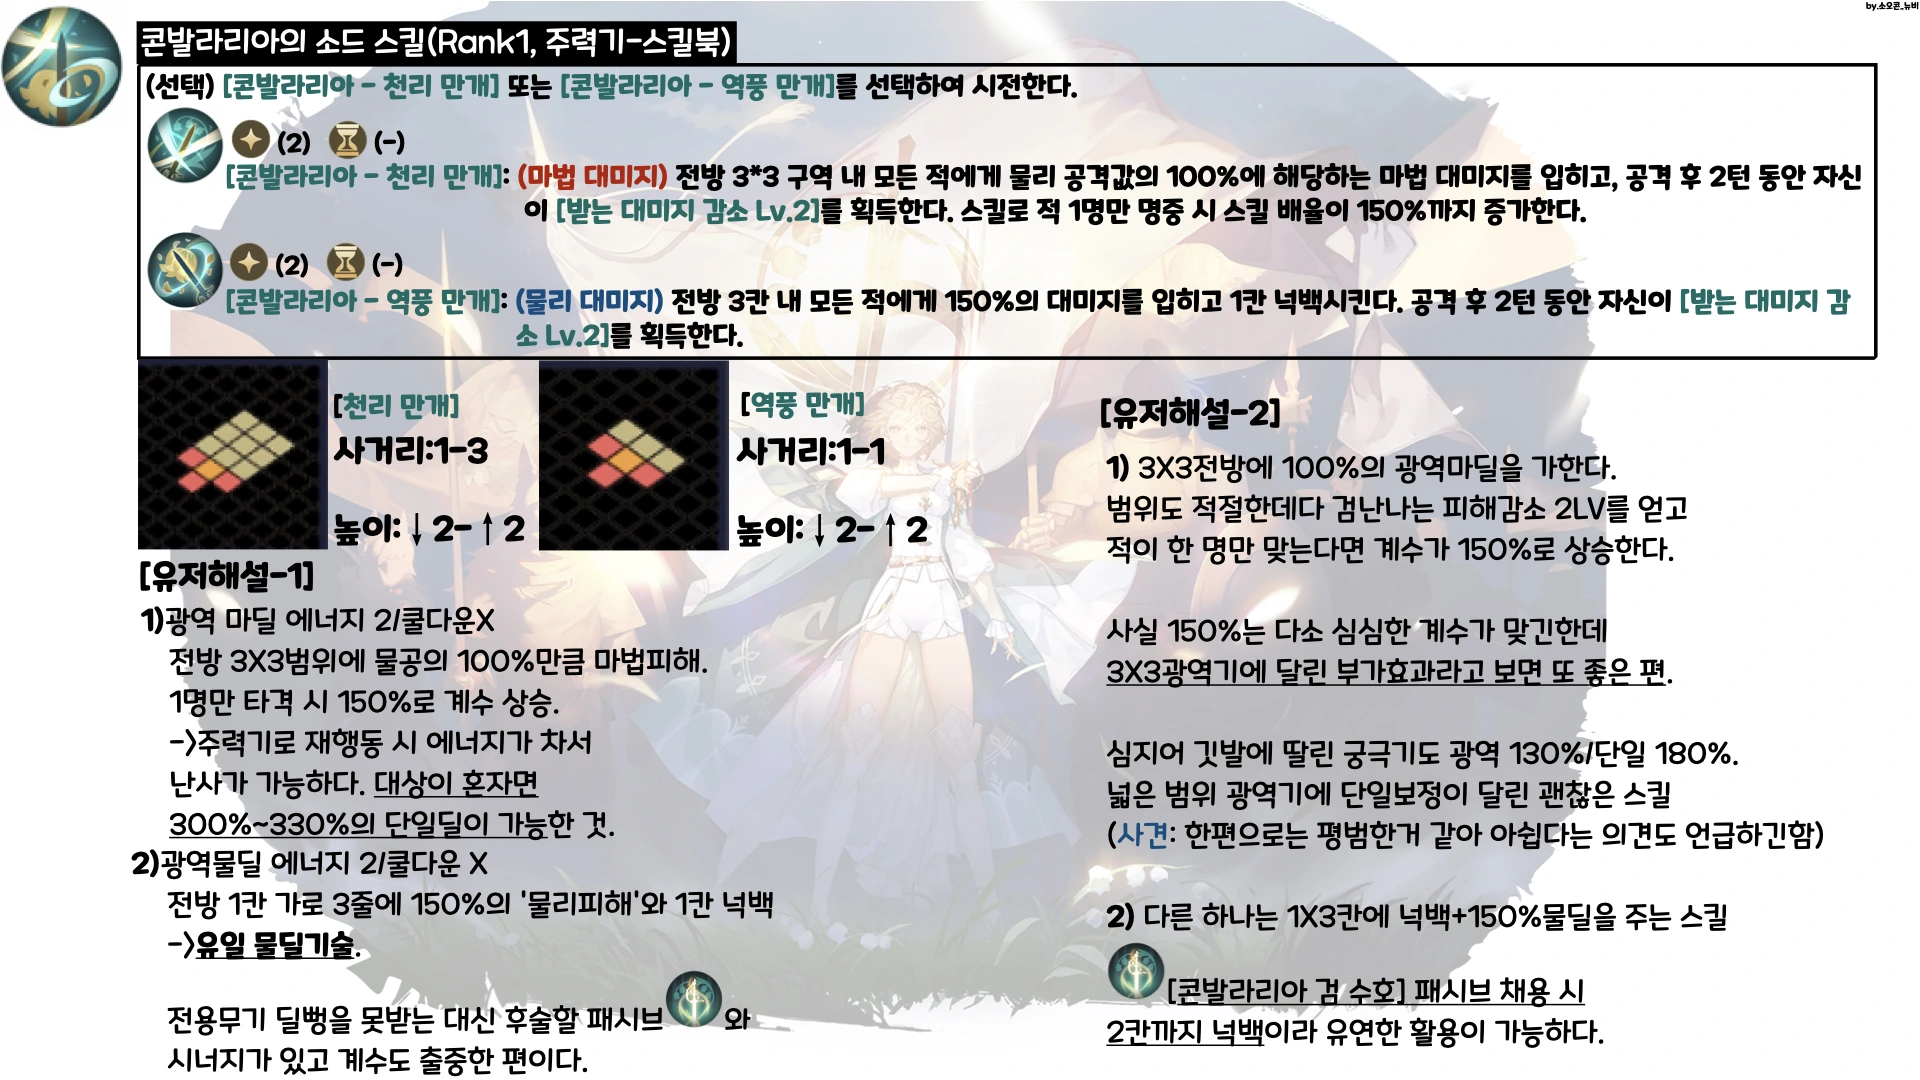 by.소오콘_뉴비
콘발라리아의 소드 스킬(Rank1, 주력기-스킬북)
(선택) [콘발라리아 - 천리 만개] 또는 [콘발라리아 - 역풍 만개]를 선택하여 시전한다.
(2) (-)
[콘발라리아 - 천리 만개]: (마법 대미지) 전방 3*3 구역 내 모든 적에게 물리 공격값의 100%에 해당하는 마법 대미지를 입히고, 공격 후 2턴 동안 자신
이 [받는 대미지 감소 Lv.2]를 획득한다. 스킬로 적 1명만 명중 시 스킬 배율이 150%까지 증가한다.
(2) (-)
[콘발라리아 - 역풍 만개]: (물리 대미지) 전방 3칸 내 모든 적에게 150%의 대미지를 입히고 1칸 넉백시킨다. 공격 후 2턴 동안 자신이 [받는 대미지 감
소 Lv.2]를 획득한다.
[천리 만개]
사거리:1-3
높이:↓2-↑2
[역풍 만개]
사거리:1-1
높이:↓2-↑2
[유저해설-1]
1)광역 마딜 에너지 2/쿨다운X
전방 3X3범위에 물공의 100%만큼 마법피해.
1명만 타격 시 150%로 계수 상승.
->주력기로 재행동 시 에너지가 차서
난사가 가능하다. 대상이 혼자면
300%~330%의 단일딜이 가능한 것.
2)광역물딜 에너지 2/쿨다운 X
전방 1칸 가로 3줄에 150%의 '물리피해'와 1칸 넉백
->유일 물딜기술.
전용무기 딜뻥을 못받는 대신 후술할 패시브 와
시너지가 있고 계수도 출중한 편이다.
[유저해설-2]
1) 3X3전방에 100%의 광역마딜을 가한다.
범위도 적절한데다 검난나는 피해감소 2LV를 얻고
적이 한 명만 맞는다면 계수가 150%로 상승한다.
사실 150%는 다소 심심한 계수가 맞긴한데
3X3광역기에 달린 부가효과라고 보면 또 좋은 편.
심지어 깃발에 딸린 궁극기도 광역 130%/단일 180%.
넓은 범위 광역기에 단일보정이 달린 괜찮은 스킬
(사견: 한편으로는 평범한거 같아 아쉽다는 의견도 언급하긴함)
2) 다른 하나는 1X3칸에 넉백+150%물딜을 주는 스킬
[콘발라리아 검 수호] 패시브 채용 시
2칸까지 넉백이라 유연한 활용이 가능하다.